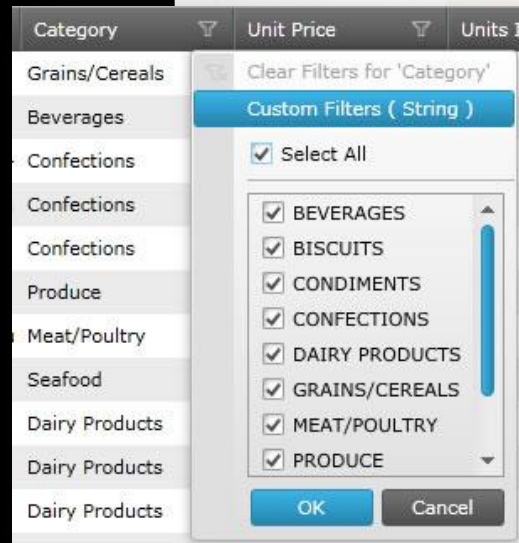 Category Unit Price Units I
Grains/Cereals
Beverages
Confections
Confections
Confections
Produce
Meat/Poultry
Seafood
Dairy Products
Dairy Products
Dairy Products
Clear Filters for 'Category'
Custom Filters ( String )
Select All
BEVERAGES
BISCUITS
CONDIMENTS
CONFECTIONS
DAIRY PRODUCTS
GRAINS/CEREALS
MEAT/POULTRY
PRODUCE
OK Cancel